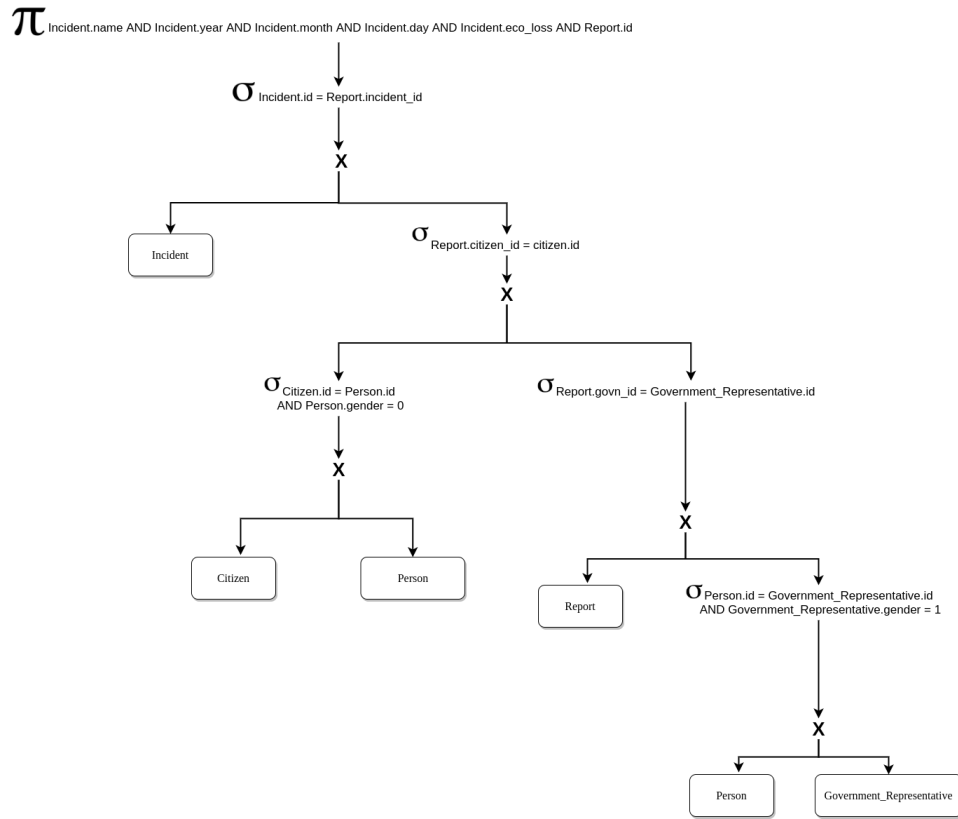 π Incident.name AND Incident.year AND Incident.month AND Incident.day AND Incident.eco_loss AND Report.id
σ Incident.id = Report.incident_id
X
Incident
σ Report.citizen_id = citizen.id
X
σ Citizen.id = Person.id
AND Person.gender = 0
σ Report.govn_id = Government_Representative.id
X
Citizen
Person
X
Report
σ Person.id = Government_Representative.id
AND Government_Representative.gender = 1
X
Person
Government_Representative